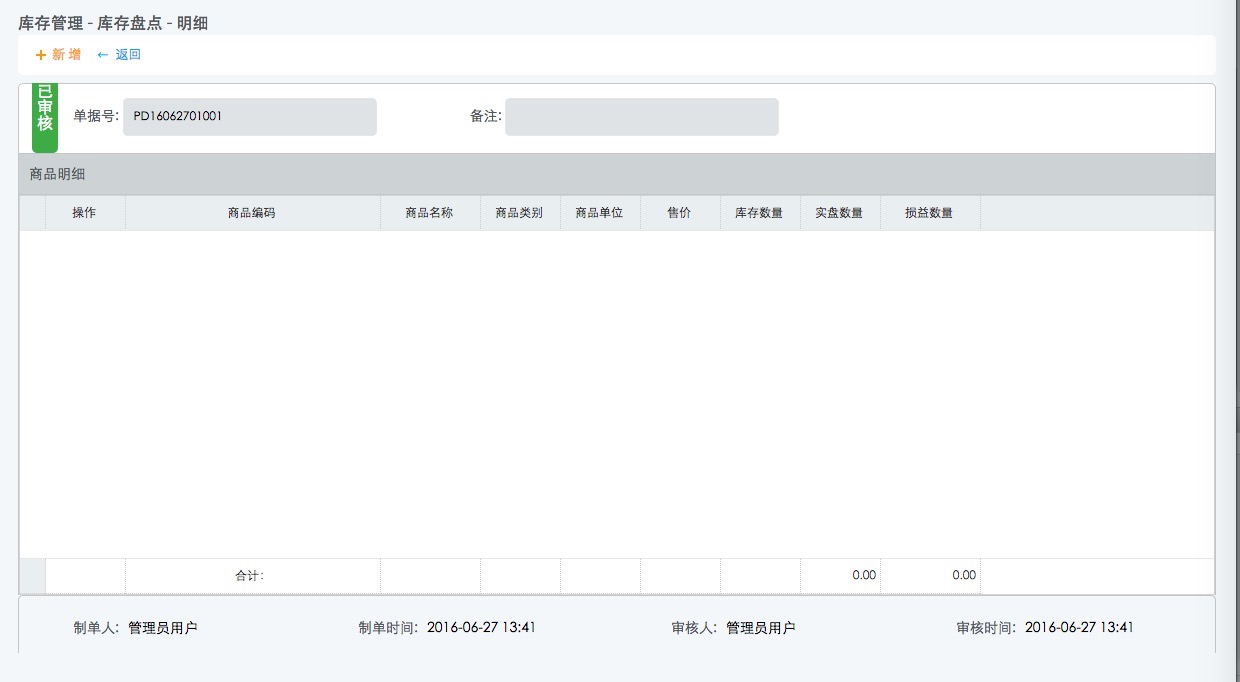 库存管理 - 库存盘点 - 明细
+ 新 增 ← 返回
已审核
单据号: PD16062701001 备注:
商品明细
操作 商品编码 商品名称 商品类别 商品单位 售价 库存数量 实盘数量 损益数量
合计: 0.00 0.00
制单人: 管理员用户 制单时间: 2016-06-27 13:41 审核人: 管理员用户 审核时间: 2016-06-27 13:41